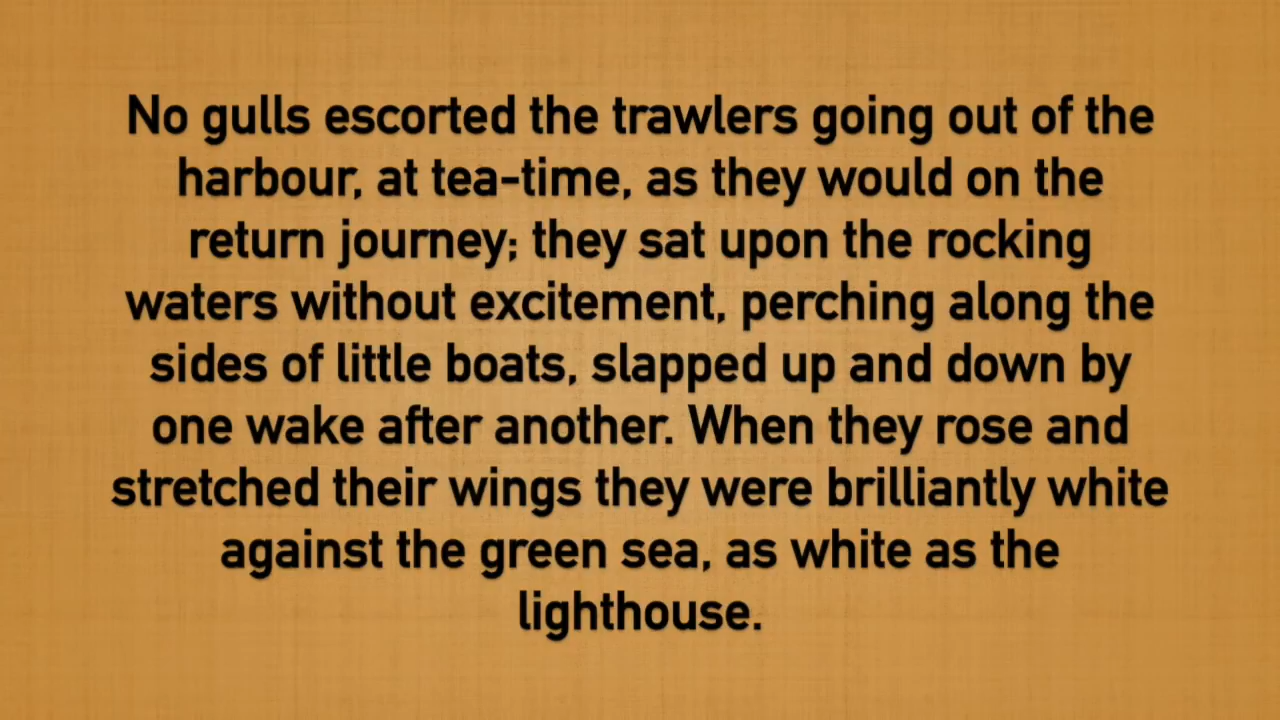 No gulls escorted the trawlers going out of the
harbour, at tea-time, as they would on the
return journey; they sat upon the rocking
waters without excitement, perching along the
sides of little boats, slapped up and down by
one wake after another. When they rose and
stretched their wings they were brilliantly white
against the green sea, as white as the
lighthouse.